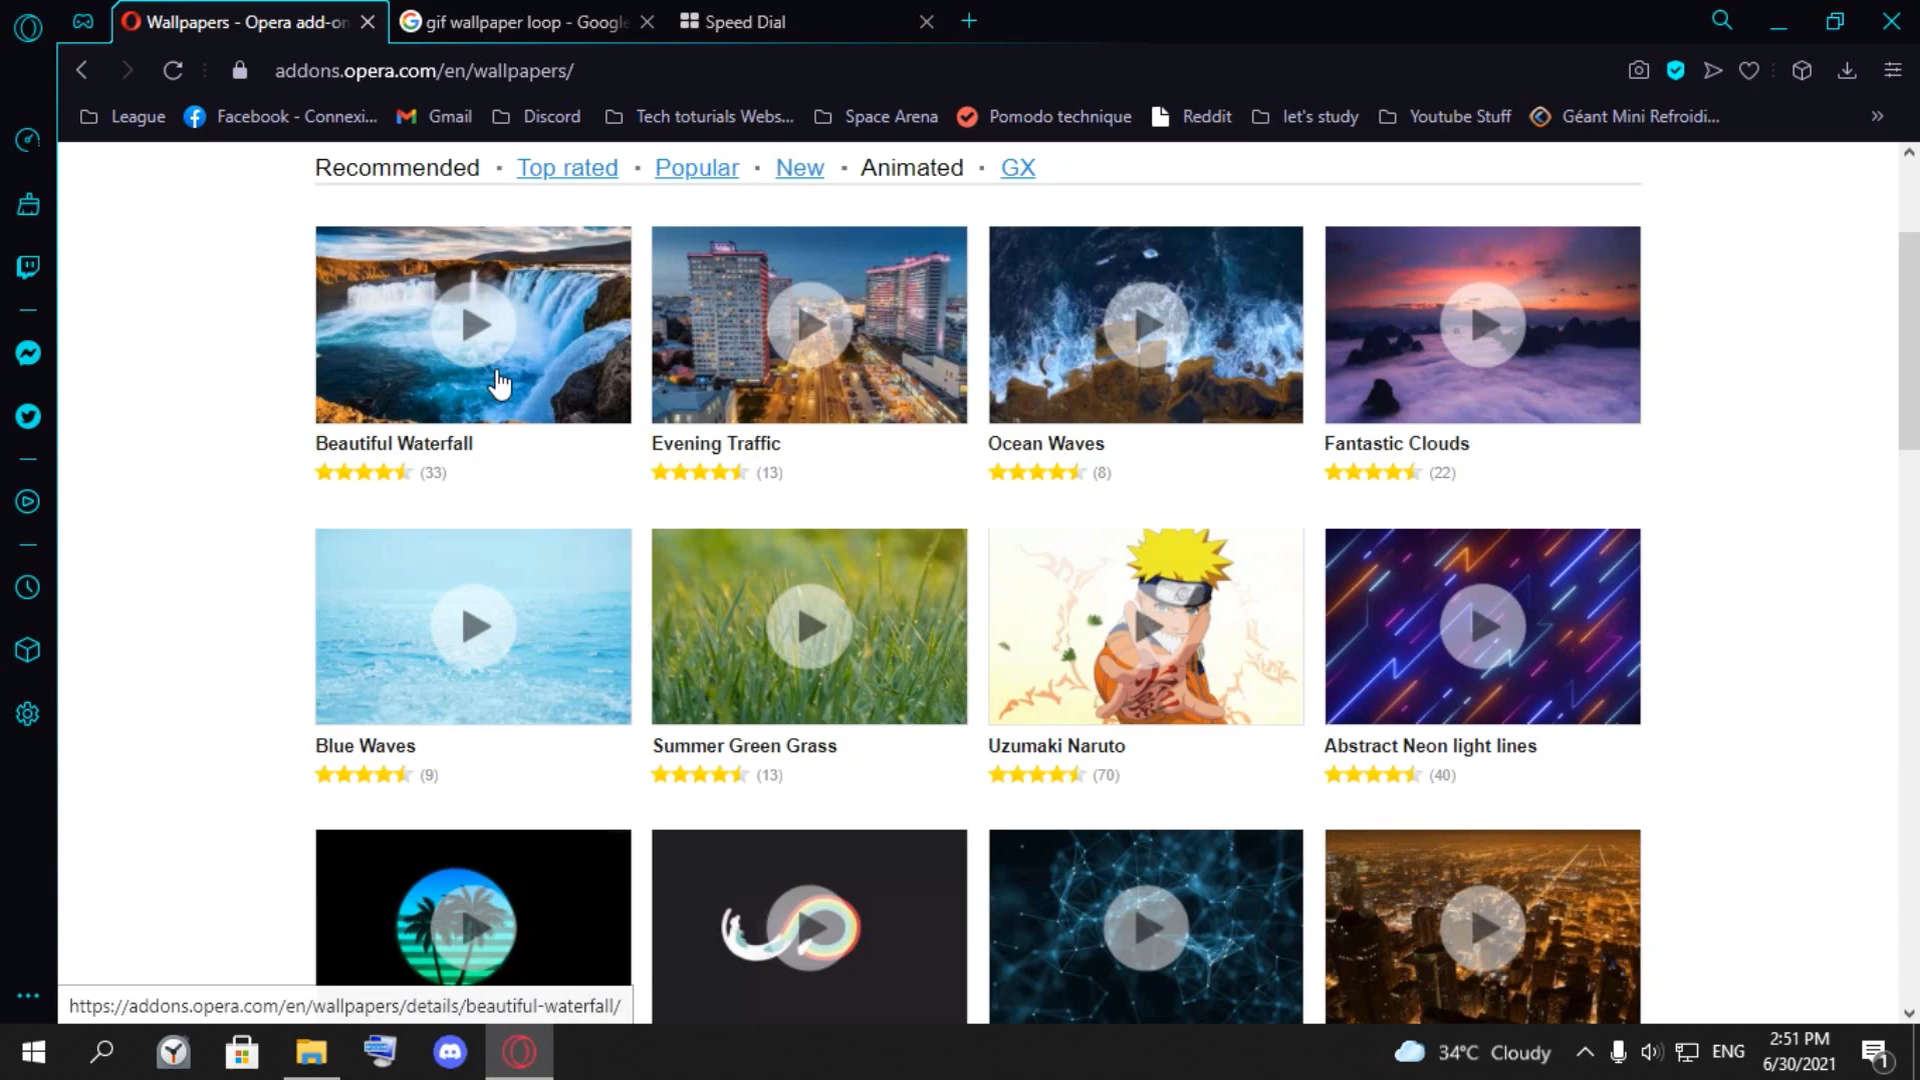 Wallpapers - Opera add-on
gif wallpaper loop - Google
Speed Dial
addons.opera.com/en/wallpapers/
League
Facebook - Connexi...
Gmail
Discord
Tech toturials Webs...
Space Arena
Pomodo technique
Reddit
let's study
Youtube Stuff
Géant Mini Refroidi...
»
Recommended ▪ Top rated ▪ Popular ▪ New ▪ Animated ▪ GX
Beautiful Waterfall
(33)
Evening Traffic
(13)
Ocean Waves
(8)
Fantastic Clouds
(22)
Blue Waves
(9)
Summer Green Grass
(13)
Uzumaki Naruto
(70)
Abstract Neon light lines
(40)
https://addons.opera.com/en/wallpapers/details/beautiful-waterfall/
34°C Cloudy
ENG
2:51 PM
6/30/2021
1